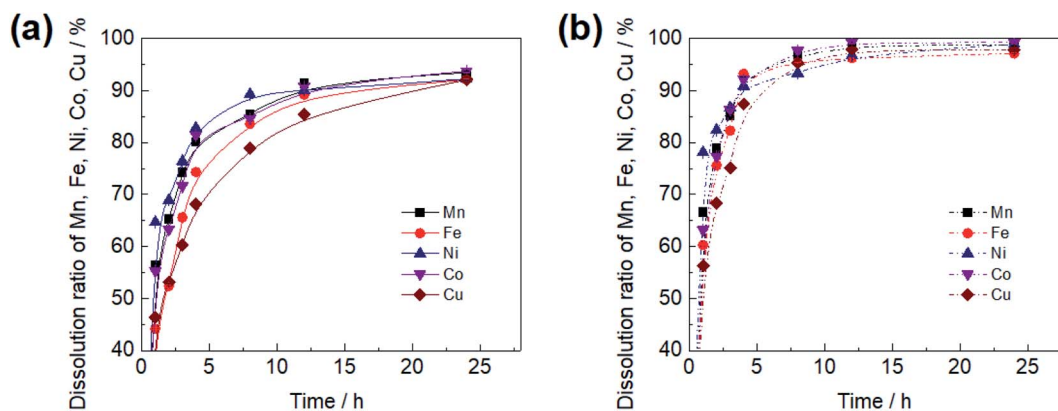 (a)
Dissolution ratio of Mn, Fe, Ni, Co, Cu / %
100
90
80
70
60
50
40
Mn
Fe
Ni
Co
Cu
0 5 10 15 20 25
Time / h
(b)
Dissolution ratio of Mn, Fe, Ni, Co, Cu / %
100
90
80
70
60
50
40
Mn
Fe
Ni
Co
Cu
0 5 10 15 20 25
Time / h